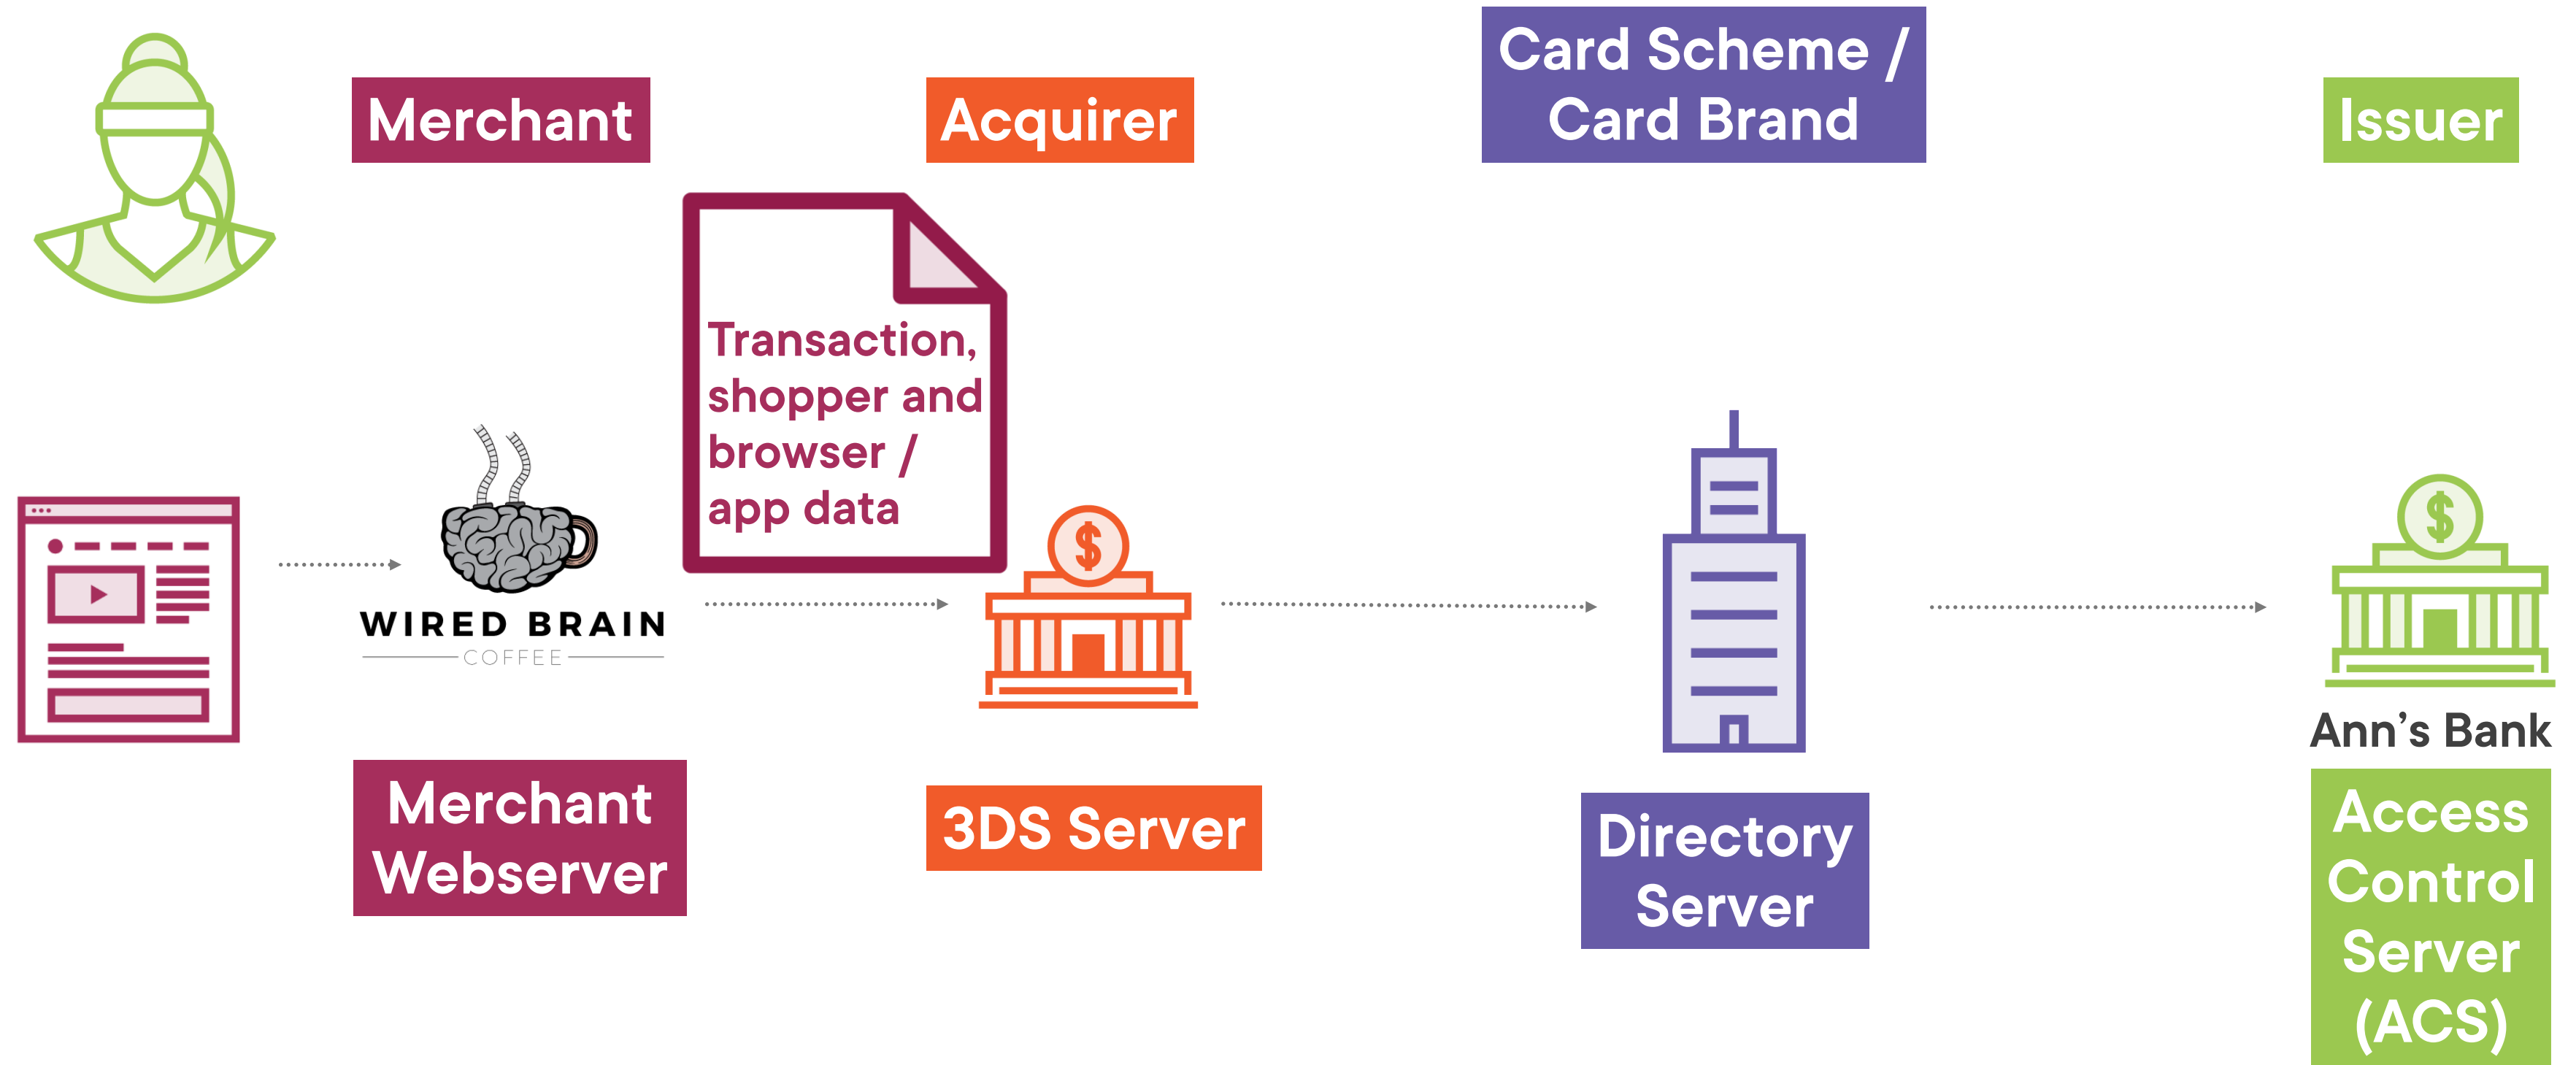 Merchant
Acquirer
Card Scheme /
Card Brand
Issuer
Transaction,
shopper and
browser /
app data
$
$
WIRED BRAIN
COFFEE
Ann’s Bank
Merchant
Webserver
3DS Server
Directory
Server
Access
Control
Server
(ACS)